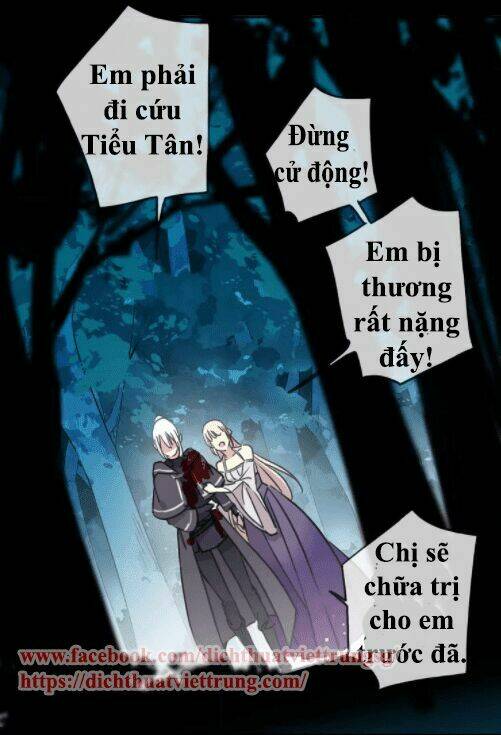 Em phải
đi cứu
Tiểu Tân!
Đừng
cử động!
Em bị
thương
rất nặng
đấy!
Chị sẽ
chữa trị
cho em
trước đã.
www.facebook.com/dichthuatviettrungsg
https://dichthuatviettrung.com/